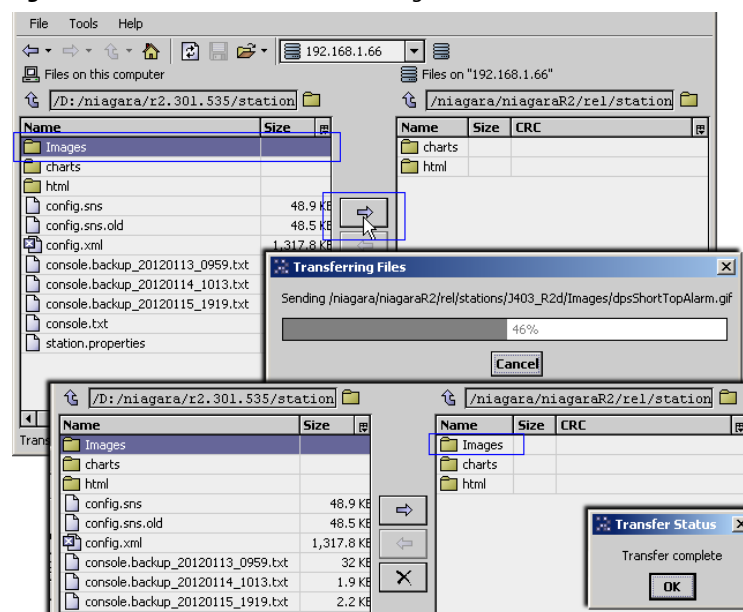 File Tools Help
192.168.1.66
Files on this computer
Files on "192.168.1.66"
/D:/niagara/r2.301.535/station
/niagara/niagaraR2/rel/station
Name Size
Name Size CRC
Images
charts
charts
html
html
config.sns 48.9 KB
config.sns.old 48.5 KB
config.xml 1,317.8 KB
console.backup_20120113_0959.txt
console.backup_20120114_1013.txt
console.backup_20120115_1919.txt
console.txt
station.properties
Transferring Files
Sending /niagara/niagaraR2/rel/stations/J403_R2d/Images/dpsShortTopAlarm.gif
46%
Cancel
Trans
/D:/niagara/r2.301.535/station
/niagara/niagaraR2/rel/station
Name Size
Name Size CRC
Images
Images
charts
charts
html
html
config.sns 48.9 KB
config.sns.old 48.5 KB
config.xml 1,317.8 KB
console.backup_20120113_0959.txt 32 KB
console.backup_20120114_1013.txt 1.9 KB
console.backup_20120115_1919.txt 2.2 KB
Transfer Status
Transfer complete
OK